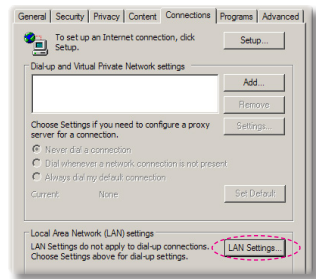 General Security Privacy Content Connections Programs Advanced
To set up an Internet connection, click
Setup.
Setup...
Dial-up and Virtual Private Network settings
Add...
Remove
Choose Settings if you need to configure a proxy
server for a connection.
Settings...
Never dial a connection
Dial whenever a network connection is not present
Always dial my default connection
Current None
Set Default
Local Area Network (LAN) settings
LAN Settings do not apply to dial-up connections.
Choose Settings above for dial-up settings.
LAN Settings...